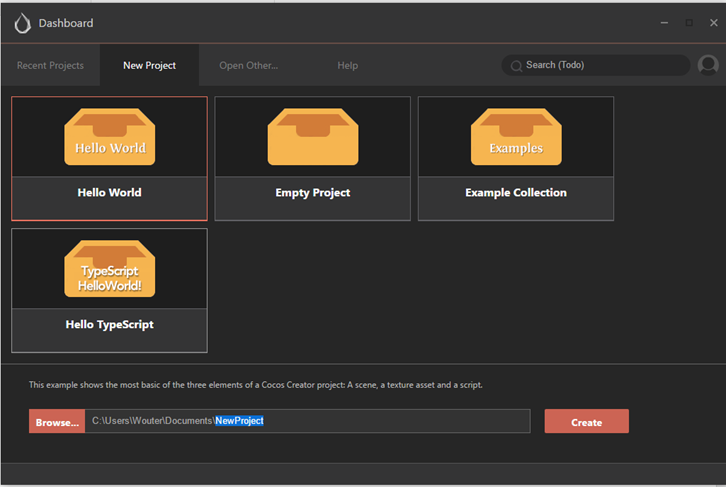 Dashboard
Recent Projects New Project Open Other... Help Search (Todo)
Hello World Examples
Hello World Empty Project Example Collection
TypeScript
HelloWorld!
Hello TypeScript
This example shows the most basic of the three elements of a Cocos Creator project: A scene, a texture asset and a script.
Browse... C:\Users\Wouter\Documents\NewProject Create